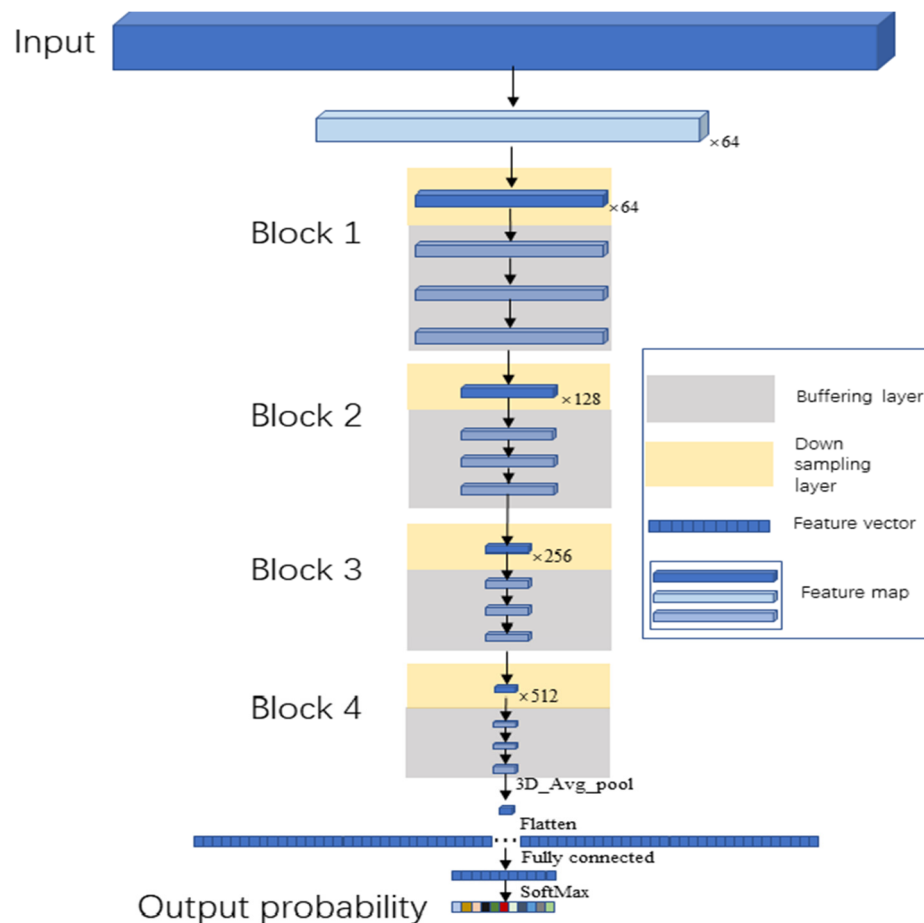 Input
×64
×64
Block 1
×128
Block 2
×256
Block 3
×512
Block 4
3D_Avg_pool
Flatten
...
Fully connected
SoftMax
Output probability
Buffering layer
Down
sampling
layer
Feature vector
Feature map